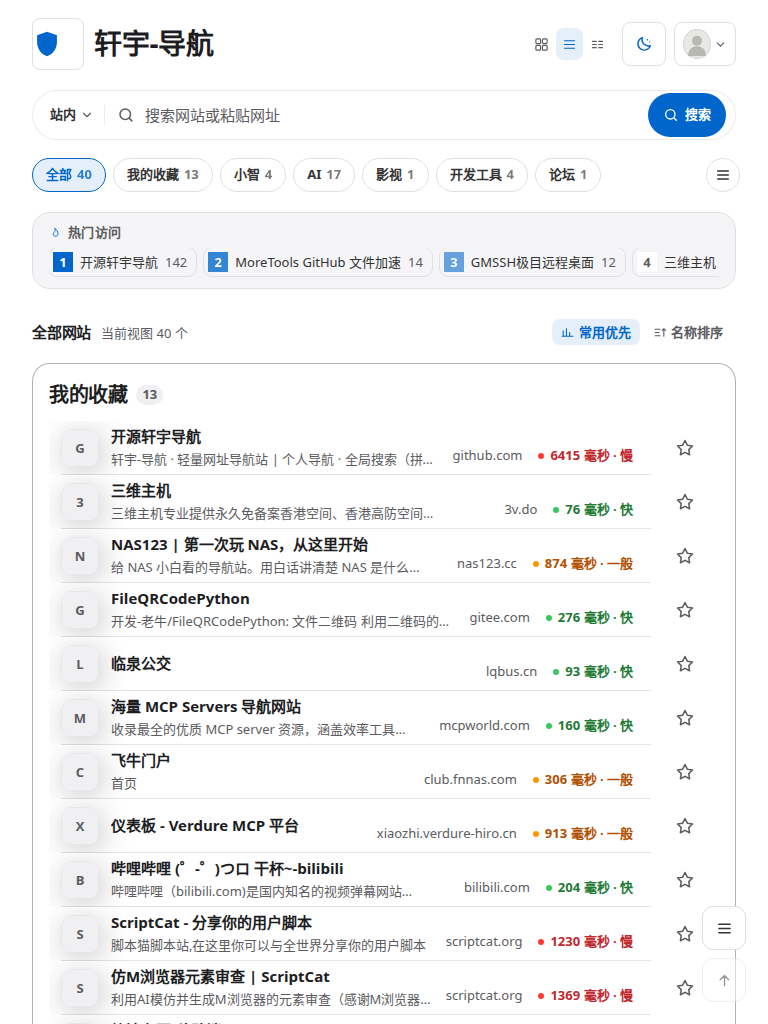 轩宇-导航
站内 搜索网站或粘贴网址 搜索
全部 40 我的收藏 13 小智 4 AI 17 影视 1 开发工具 4 论坛 1
热门访问
1 开源轩宇导航 142 2 MoreTools GitHub 文件加速 14 3 GMSSH极目远程桌面 12 4 三维主机
全部网站 当前视图 40 个 常用优先 名称排序
我的收藏 13
开源轩宇导航
G 轩宇-导航 · 轻量网址导航站 | 个人导航 · 全局搜索（拼... github.com 6415 毫秒 · 慢
三维主机
3 三维主机专业提供永久免备案香港空间、香港高防空间... 3v.do 76 毫秒 · 快
NAS123 | 第一次玩 NAS，从这里开始
N 给 NAS 小白看的导航站。用白话讲清楚 NAS 是什么... nas123.cc 874 毫秒 · 一般
FileQRCodePython
G 开发-老牛/FileQRCodePython: 文件二维码 利用二维码的... gitee.com 276 毫秒 · 快
L 临泉公交 lqbus.cn 93 毫秒 · 快
海量 MCP Servers 导航网站
M 收录最全的优质 MCP server 资源，涵盖效率工具... mcpworld.com 160 毫秒 · 快
飞牛门户
C 首页 club.fnnas.com 306 毫秒 · 一般
X 仪表板 - Verdure MCP 平台 xiaozhi.verdure-hiro.cn 913 毫秒 · 一般
哔哩哔哩 (゜-゜)つロ 干杯~-bilibili
B 哔哩哔哩（bilibili.com)是国内知名的视频弹幕网站... bilibili.com 204 毫秒 · 快
ScriptCat - 分享你的用户脚本
S 脚本猫脚本站,在这里你可以与全世界分享你的用户脚本 scriptcat.org 1230 毫秒 · 慢
仿M浏览器元素审查 | ScriptCat
S 利用AI模仿并生成M浏览器的元素审查（感谢M浏览器... scriptcat.org 1369 毫秒 · 慢